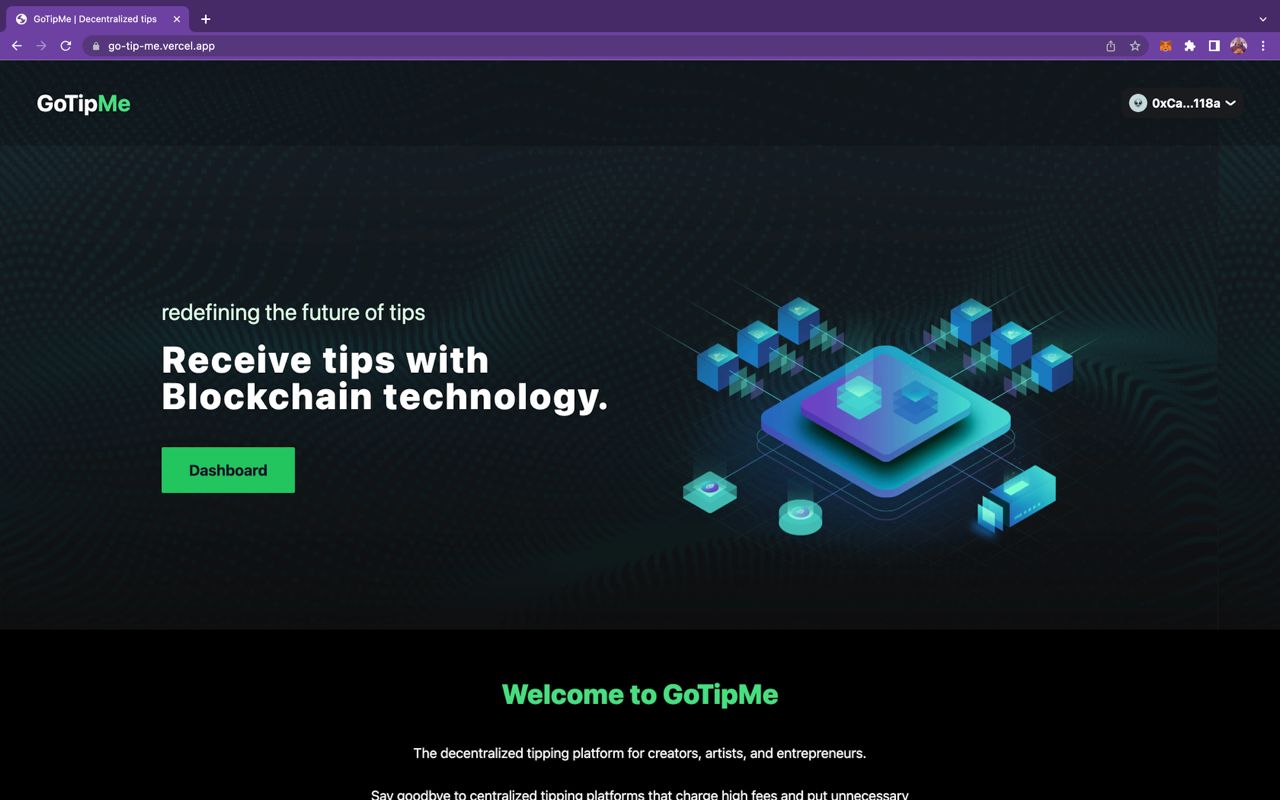 GoTipMe | Decentralized tips
go-tip-me.vercel.app
GoTipMe
0xCa...118a
redefining the future of tips
Receive tips with
Blockchain technology.
Dashboard
Welcome to GoTipMe
The decentralized tipping platform for creators, artists, and entrepreneurs.
Say goodbye to centralized tipping platforms that charge high fees and put unnecessary